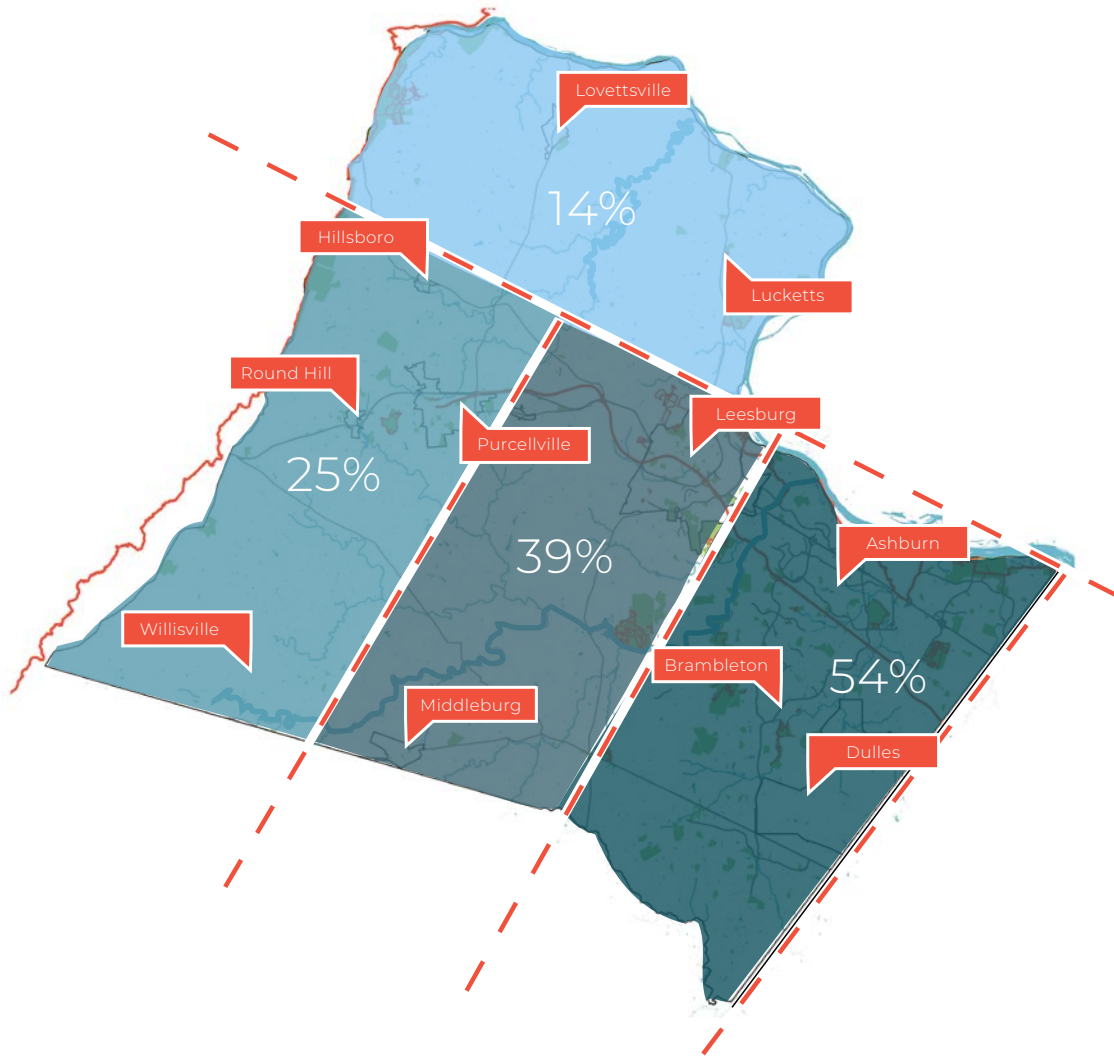 Lovettsville
14%
Hillsboro
Lucketts
Round Hill
Leesburg
Purcellville
25%
39%
Ashburn
Willisville
Brambleton
54%
Middleburg
Dulles